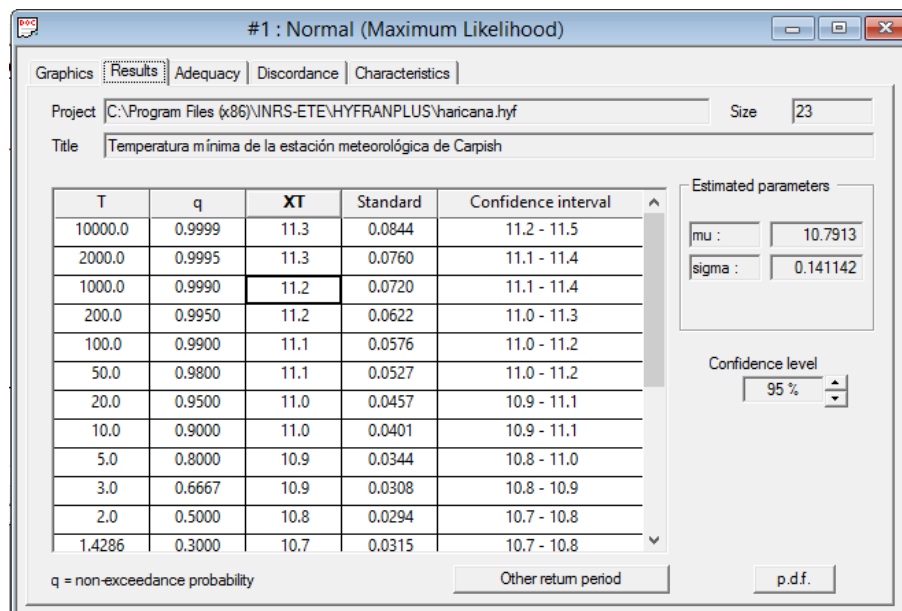 #1 : Normal (Maximum Likelihood)
Graphics Results Adequacy Discordance Characteristics
Project C:\Program Files (x86)\INRS-ETE\HYFRANPLUS\haricana.hyf Size 23
Title Temperatura mínima de la estación meteorológica de Carpish
T q XT Standard Confidence interval
10000.0 0.9999 11.3 0.0844 11.2 - 11.5
2000.0 0.9995 11.3 0.0760 11.1 - 11.4
1000.0 0.9990 11.2 0.0720 11.1 - 11.4
200.0 0.9950 11.2 0.0622 11.0 - 11.3
100.0 0.9900 11.1 0.0576 11.0 - 11.2
50.0 0.9800 11.1 0.0527 11.0 - 11.2
20.0 0.9500 11.0 0.0457 10.9 - 11.1
10.0 0.9000 11.0 0.0401 10.9 - 11.1
5.0 0.8000 10.9 0.0344 10.8 - 11.0
3.0 0.6667 10.9 0.0308 10.8 - 10.9
2.0 0.5000 10.8 0.0294 10.7 - 10.8
1.4286 0.3000 10.7 0.0315 10.7 - 10.8
Estimated parameters
mu : 10.7913
sigma : 0.141142
Confidence level
95 %
q = non-exceedance probability
Other return period
p.d.f.